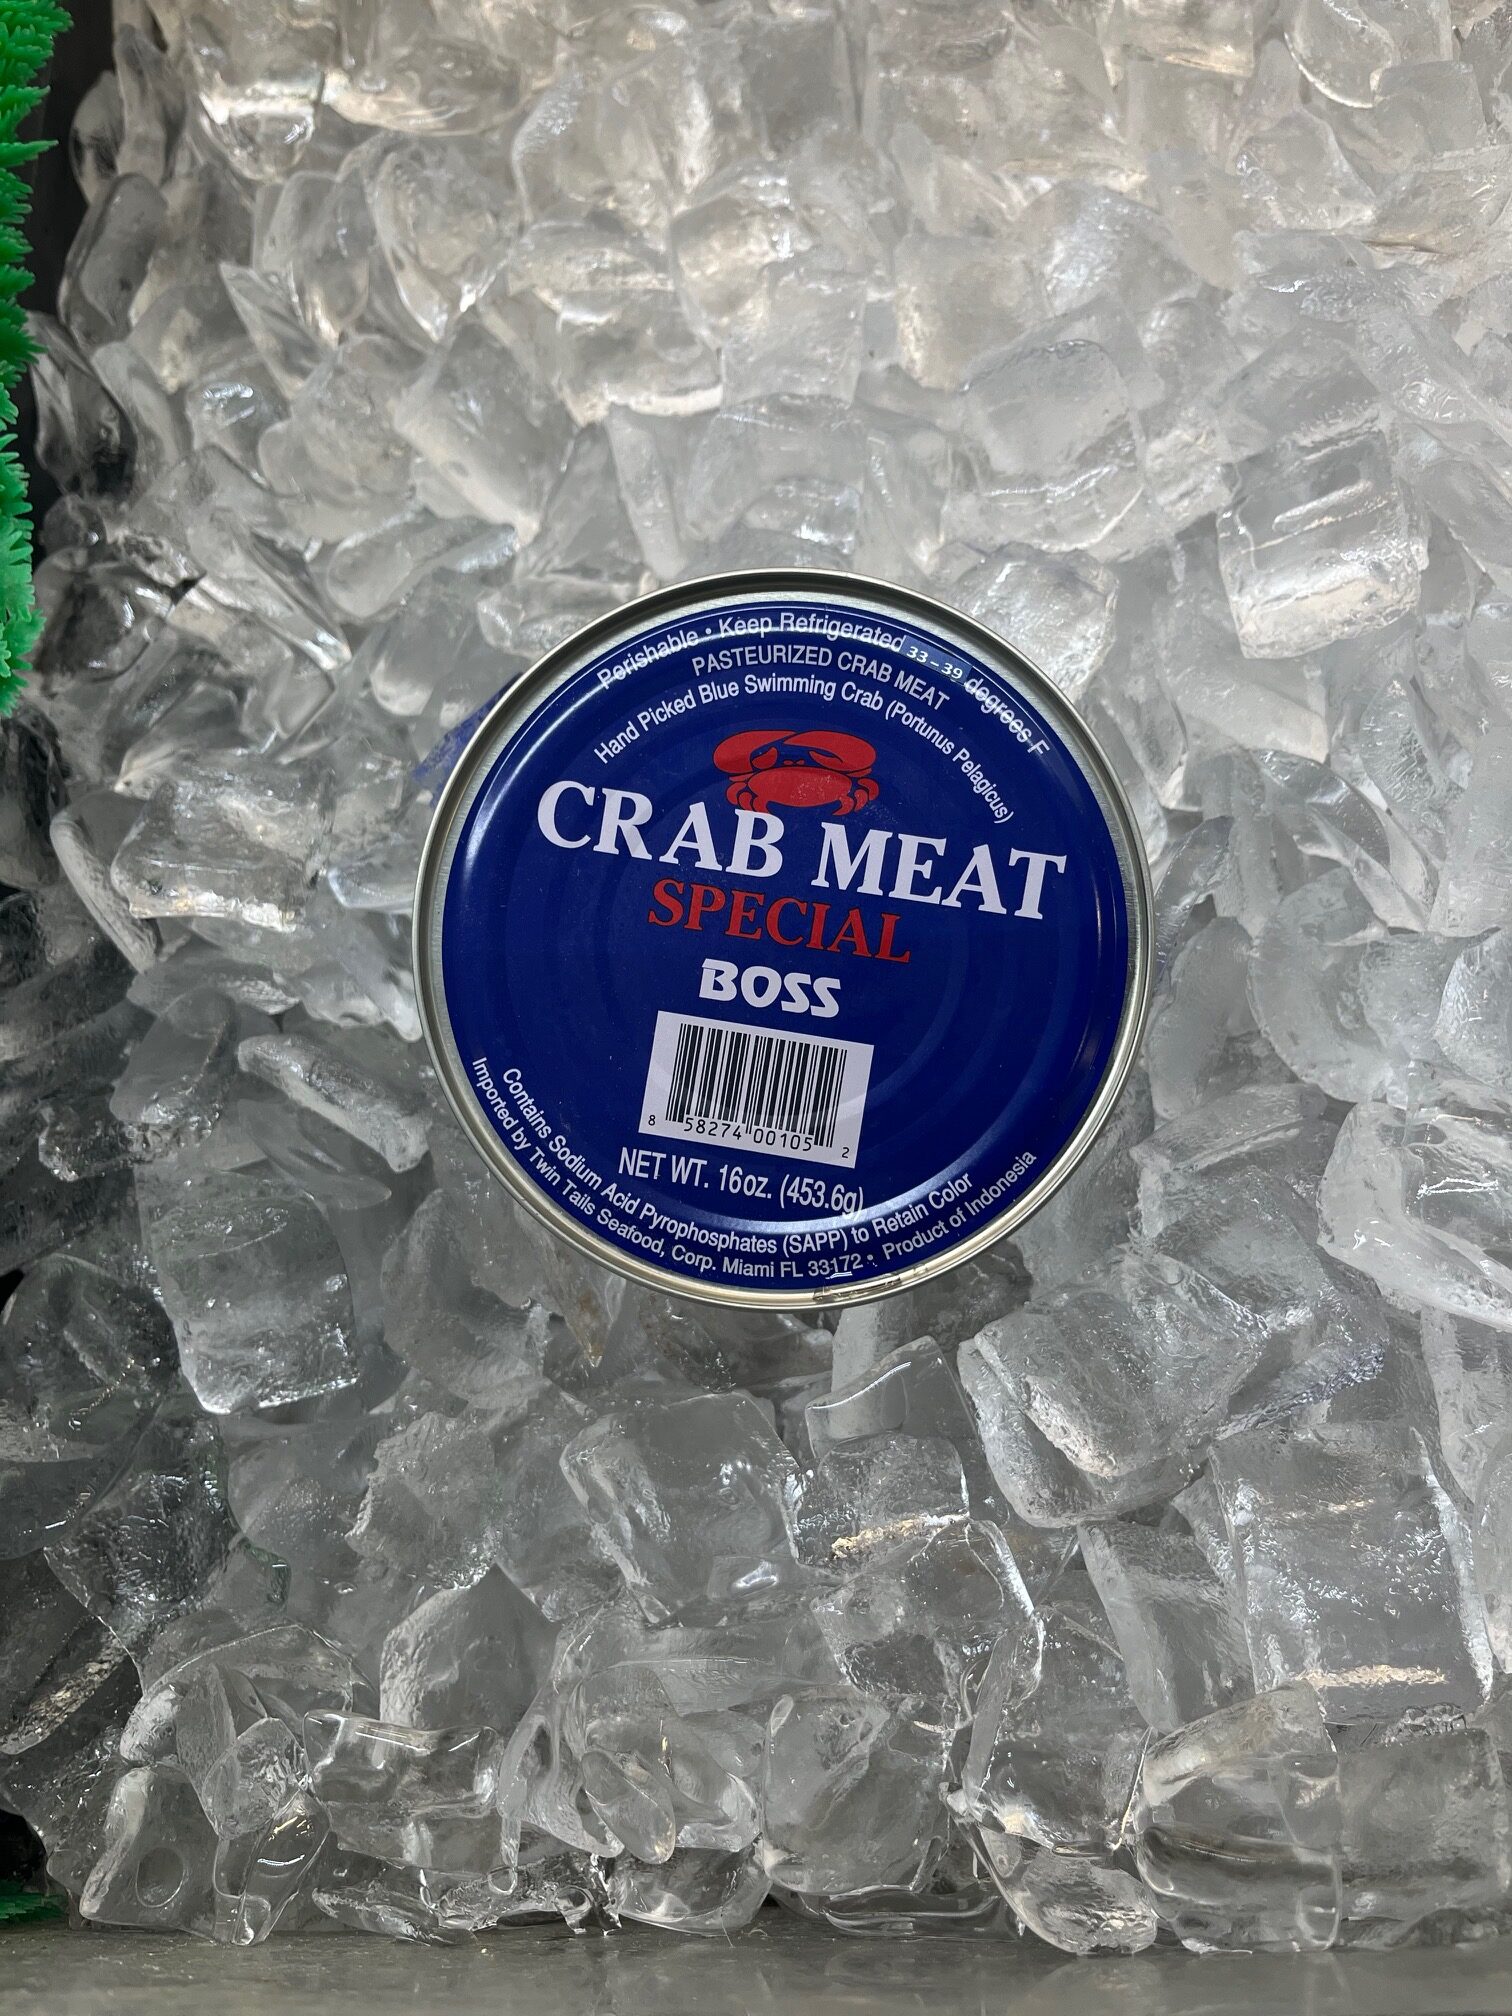 Perishable • Keep Refrigerated 33-39 degrees F
PASTEURIZED CRAB MEAT
Hand Picked Blue Swimming Crab (Portunus Pelagicus)
CRAB MEAT
SPECIAL
BOSS
8 58274 00105 2
NET WT. 16oz. (453.6g)
Contains Sodium Acid Pyrophosphates (SAPP) to Retain Color
Imported by Twin Tails Seafood, Corp. Miami FL 33172 • Product of Indonesia